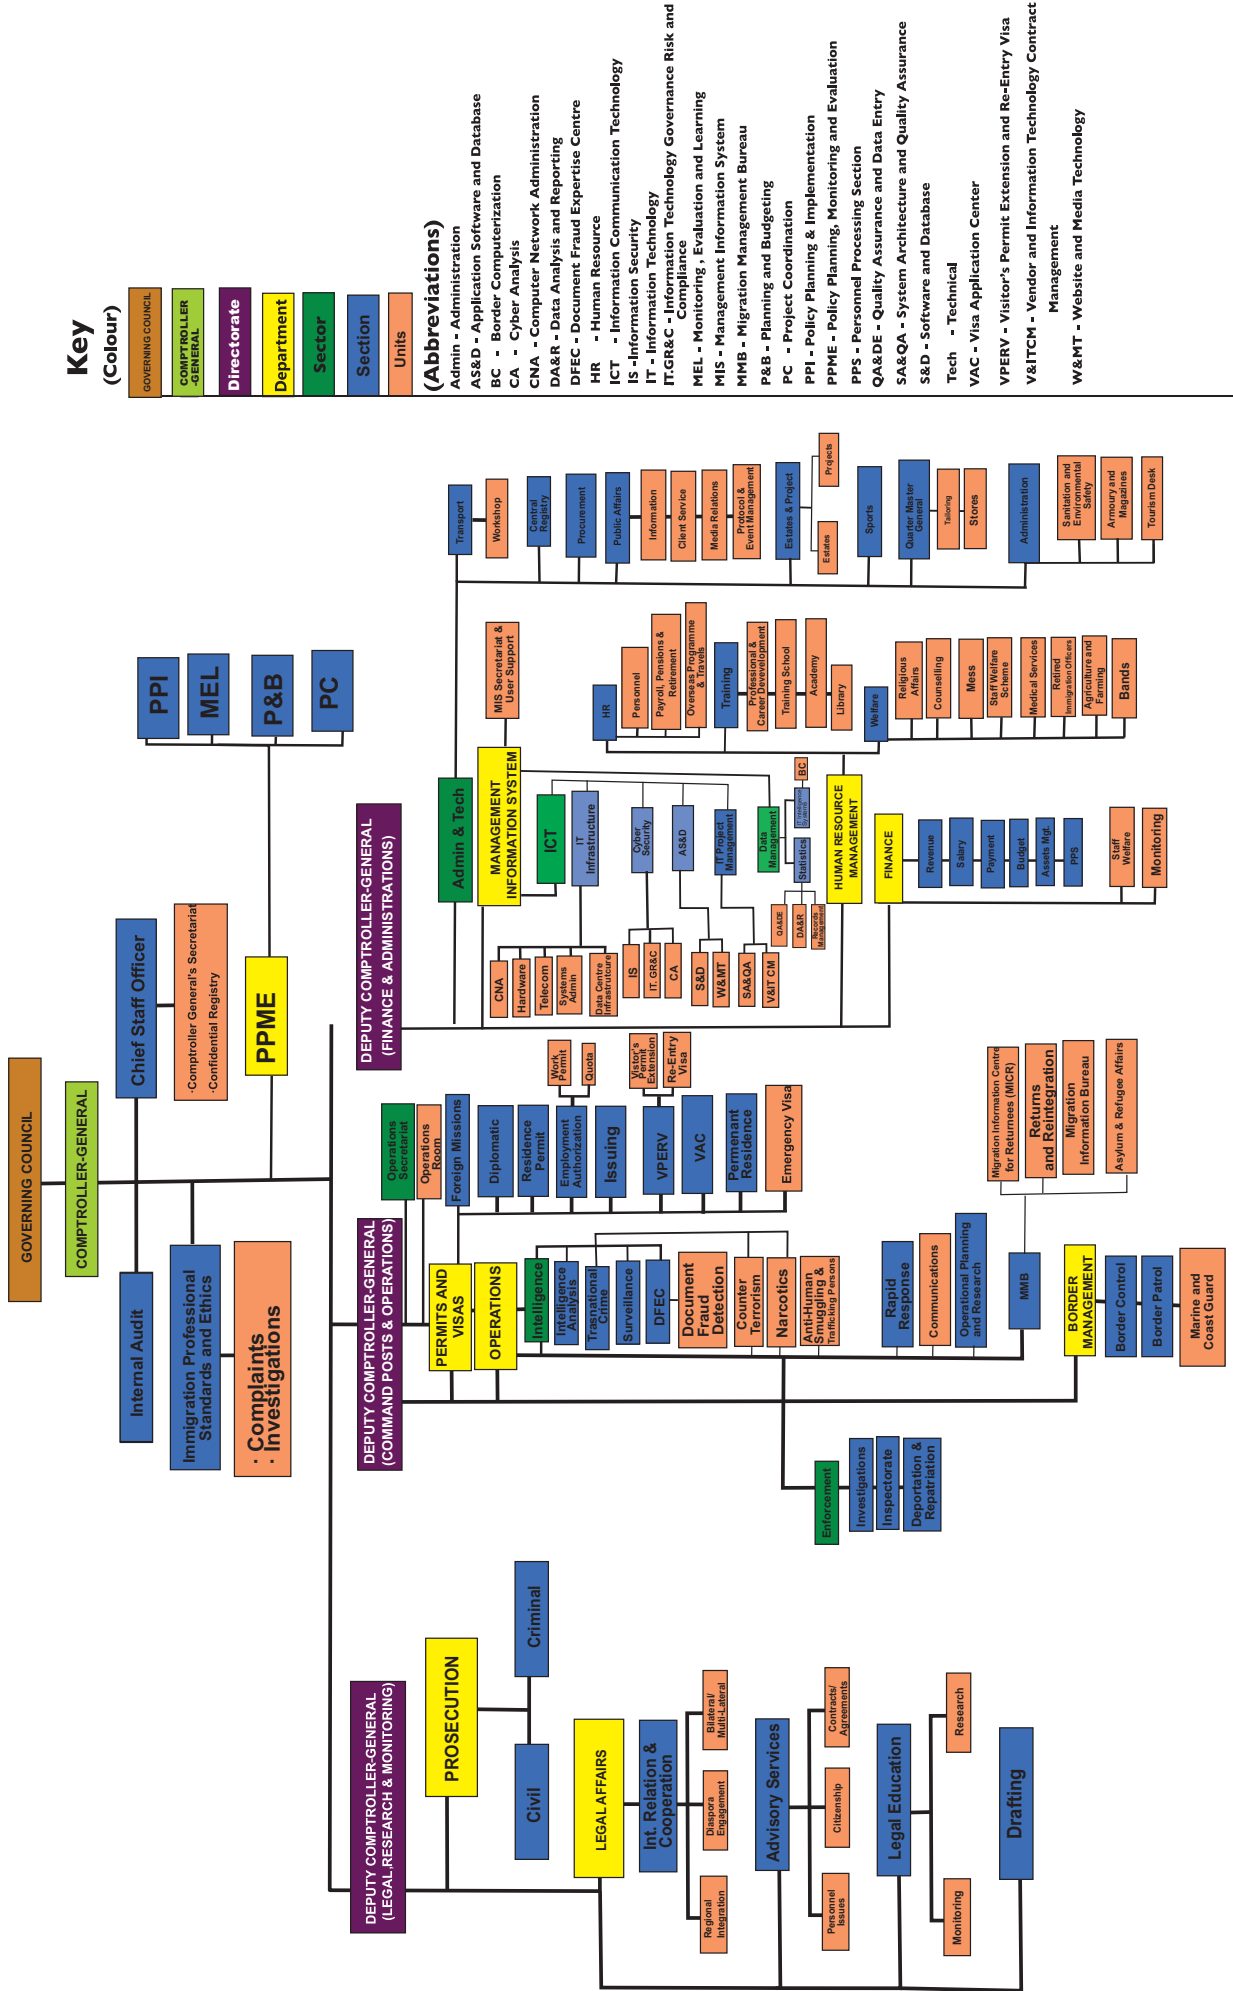 GOVERNING COUNCIL
COMPTROLLER-GENERAL
Internal Audit
Chief Staff Officer
·Comptroller General's Secretariat
·Confidential Registry
Immigration Professional
Standards and Ethics
· Complaints
· Investigations
PPME
PPI
MEL
P&B
PC
DEPUTY COMPTROLLER-GENERAL
(LEGAL,RESEARCH & MONITORING)
PROSECUTION
Civil
Criminal
LEGAL AFFAIRS
Int. Relation &
Cooperation
Regional
Integration
Diaspora
Engagement
Bilateral/
Multi-Lateral
Advisory Services
Personnel
Issues
Citizenship
Contracts/
Agreements
Legal Education
Monitoring
Research
Drafting
DEPUTY COMPTROLLER-GENERAL
(COMMAND POSTS & OPERATIONS)
Operations
Secretariat
Operations
Room
PERMITS AND
VISAS
Foreign Missions
Diplomatic
Residence
Permit
Employment
Authorization
Work
Permit
Quota
Issuing
VPERV
Vistor's
Permit
Extension
Re-Entry
Visa
VAC
Permenant
Residence
Emergency Visa
OPERATIONS
Intelligence
Intelligence
Analysis
Trasnational
Crime
Surveillance
DFEC
Document
Fraud
Detection
Counter
Terrorism
Narcotics
Anti-Human
Smuggling &
Trafficking Persons
Rapid
Response
Communications
Operational Planning
and Research
MMB
Migration Information Centre
for Returnees (MICR)
Returns
and Reintegration
Migration
Information Bureau
Asylum & Refugee Affairs
Enforcement
Investigations
Inspectorate
Deportation &
Repatriation
BORDER
MANAGEMENT
Border Control
Border Patrol
Marine and
Coast Guard
DEPUTY COMPTROLLER-GENERAL
(FINANCE & ADMINISTRATIONS)
Admin & Tech
Transport
Workshop
Central
Registry
Procurement
Public Affairs
Information
Client Service
Media Relations
Protocol &
Event Management
Estates & Project
Estates
Projects
Sports
Quarter Master
General
Tailoring
Stores
Administration
Sanitation and
Environmental
Safety
Armoury and
Magazines
Tourism Desk
MANAGEMENT
INFORMATION SYSTEM
MIS Secretariat &
User Support
ICT
IT
Infrastructure
CNA
Hardware
Telecom
Systems
Admin
Data Centre
Infrastrutcure
Cyber
Security
IS
IT. GR&C
CA
AS&D
S&D
W&MT
IT Project
Management
SA&QA
V&IT CM
Data
Management
Statistics
QA&DE
DA&R
Records
Management
IT Intelligence
Systems
BC
HUMAN RESOURCE
MANAGEMENT
HR
Personnel
Payroll, Pensions &
Retirement
Overseas Programme
& Travels
Training
Professional &
Career Devevelopment
Training School
Academy
Library
Welfare
Religious
Affairs
Counselling
Mess
Staff Welfare
Scheme
Medical Services
Retired
Immigration Officers
Agriculture and
Farming
Bands
FINANCE
Revenue
Salary
Payment
Budget
Assets Mgt.
PPS
Staff
Welfare
Monitoring
Key
(Colour)
GOVERNING COUNCIL
COMPTROLLER
-GENERAL
Directorate
Department
Sector
Section
Units
(Abbreviations)
Admin - Administration
AS&D - Application Software and Database
BC - Border Computerization
CA - Cyber Analysis
CNA - Computer Network Administration
DA&R - Data Analysis and Reporting
DFEC - Document Fraud Expertise Centre
HR - Human Resource
ICT - Information Communication Technology
IS -Information Security
IT - Information Technology
IT.GR&C - Information Technology Governance Risk and
Compliance
MEL - Monitoring , Evaluation and Learning
MIS - Management Information System
MMB - Migration Management Bureau
P&B - Planning and Budgeting
PC - Project Coordination
PPI - Policy Planning & Implementation
PPME - Policy Planning, Monitoring and Evaluation
PPS - Personnel Processing Section
QA&DE - Quality Assurance and Data Entry
SA&QA - System Architecture and Quality Assurance
S&D - Software and Database
Tech - Technical
VAC - Visa Application Center
VPERV - Visitor's Permit Extension and Re-Entry Visa
V&ITCM - Vendor and Information Technology Contract
Management
W&MT - Website and Media Technology